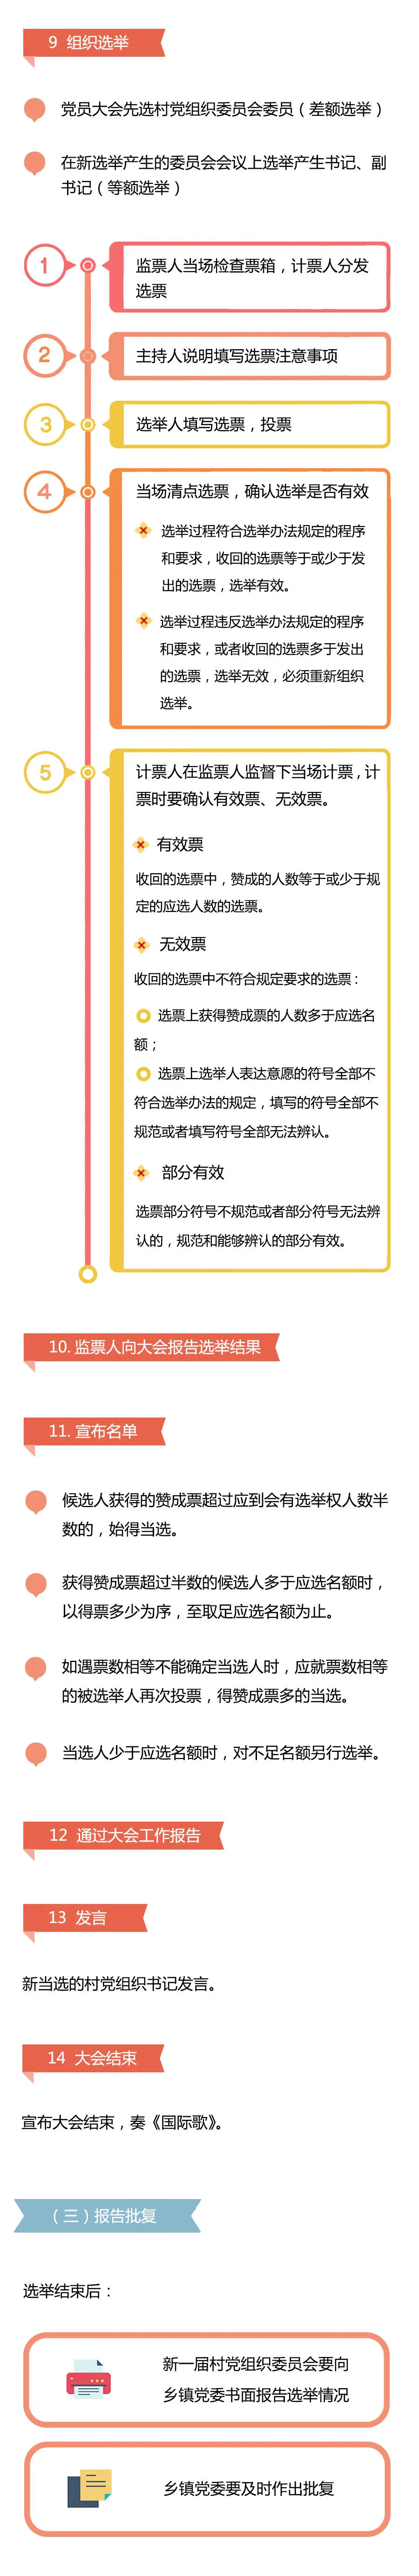 9 组织选举
党员大会先选村党组织委员会委员（差额选举）
在新选举产生的委员会会议上选举产生书记、副
书记（等额选举）
1
监票人当场检查票箱，计票人分发
选票
2
主持人说明填写选票注意事项
3
选举人填写选票，投票
4
当场清点选票，确认选举是否有效
选举过程符合选举办法规定的程序
和要求，收回的选票等于或少于发
出的选票，选举有效。
选举过程违反选举办法规定的程序
和要求，或者收回的选票多于发出
的选票，选举无效，必须重新组织
选举。
5
计票人在监票人监督下当场计票，计
票时要确认有效票、无效票。
有效票
收回的选票中，赞成的人数等于或少于规
定的应选人数的选票。
无效票
收回的选票中不符合规定要求的选票：
选票上获得赞成票的人数多于应选名
额；
选票上选举人表达意愿的符号全部不
符合选举办法的规定，填写的符号全部不
规范或者填写符号全部无法辨认。
部分有效
选票部分符号不规范或者部分符号无法辨
认的，规范和能够辨认的部分有效。
10. 监票人向大会报告选举结果
11. 宣布名单
候选人获得的赞成票超过应到会有选举权人数半
数的，始得当选。
获得赞成票超过半数的候选人多于应选名额时，
以得票多少为序，至取足应选名额为止。
如遇票数相等不能确定当选人时，应就票数相等
的被选举人再次投票，得赞成票多的当选。
当选人少于应选名额时，对不足名额另行选举。
12 通过大会工作报告
13 发言
新当选的村党组织书记发言。
14 大会结束
宣布大会结束，奏《国际歌》。
（三）报告批复
选举结束后：
新一届村党组织委员会要向
乡镇党委书面报告选举情况
乡镇党委要及时作出批复